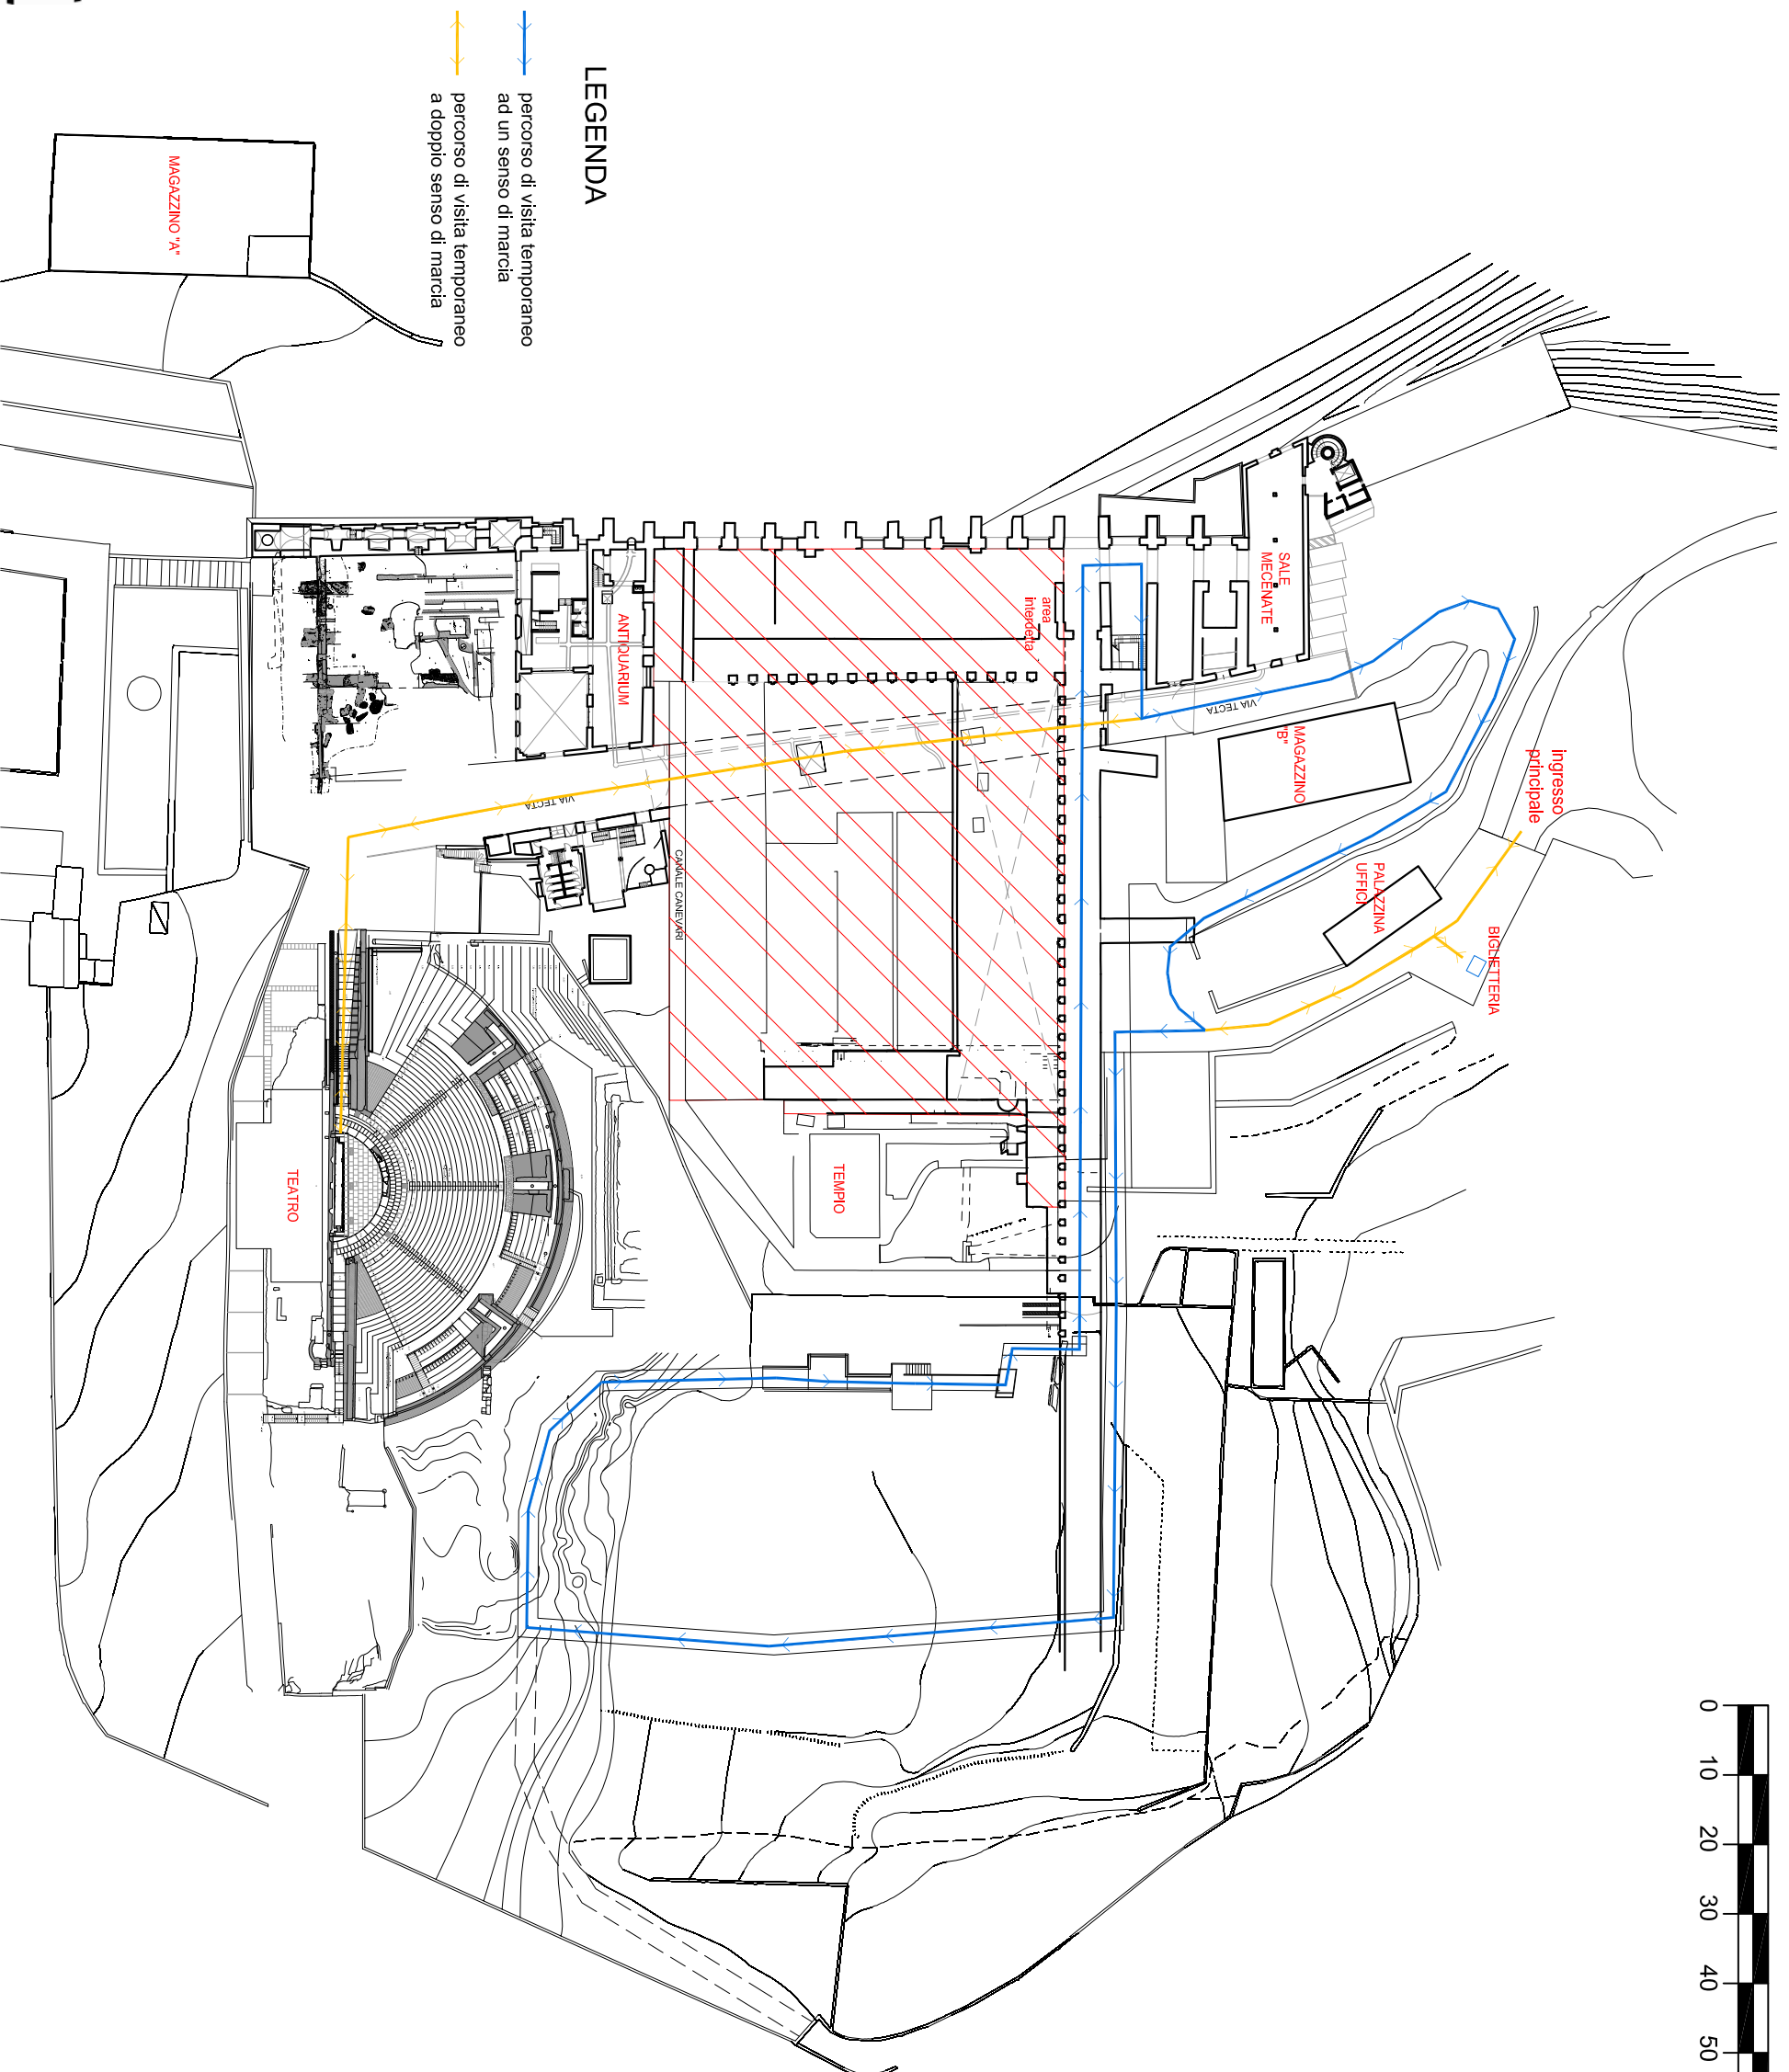 LEGENDA
percorso di visita temporaneo
ad un senso di marcia
percorso di visita temporaneo
a doppio senso di marcia
MAGAZZINO "A"
SALE
MECENATE
area
interdetta
ANTIQUARIUM
VIA TECTA
VIA TECTA
MAGAZZINO
"B"
ingresso
principale
PALAZZINA
UFFICI
BIGLIETTERIA
CANALE CANEVARI
TEMPIO
TEATRO
0
10
20
30
40
50